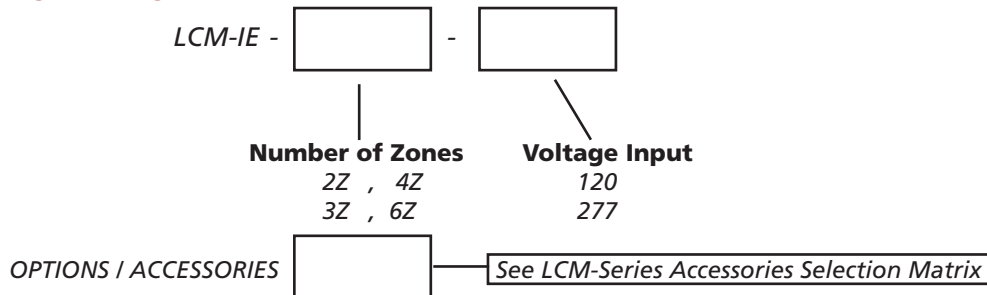 LCM-IE - -
Number of Zones Voltage Input
2Z , 4Z 120
3Z , 6Z 277
OPTIONS / ACCESSORIES See LCM-Series Accessories Selection Matrix